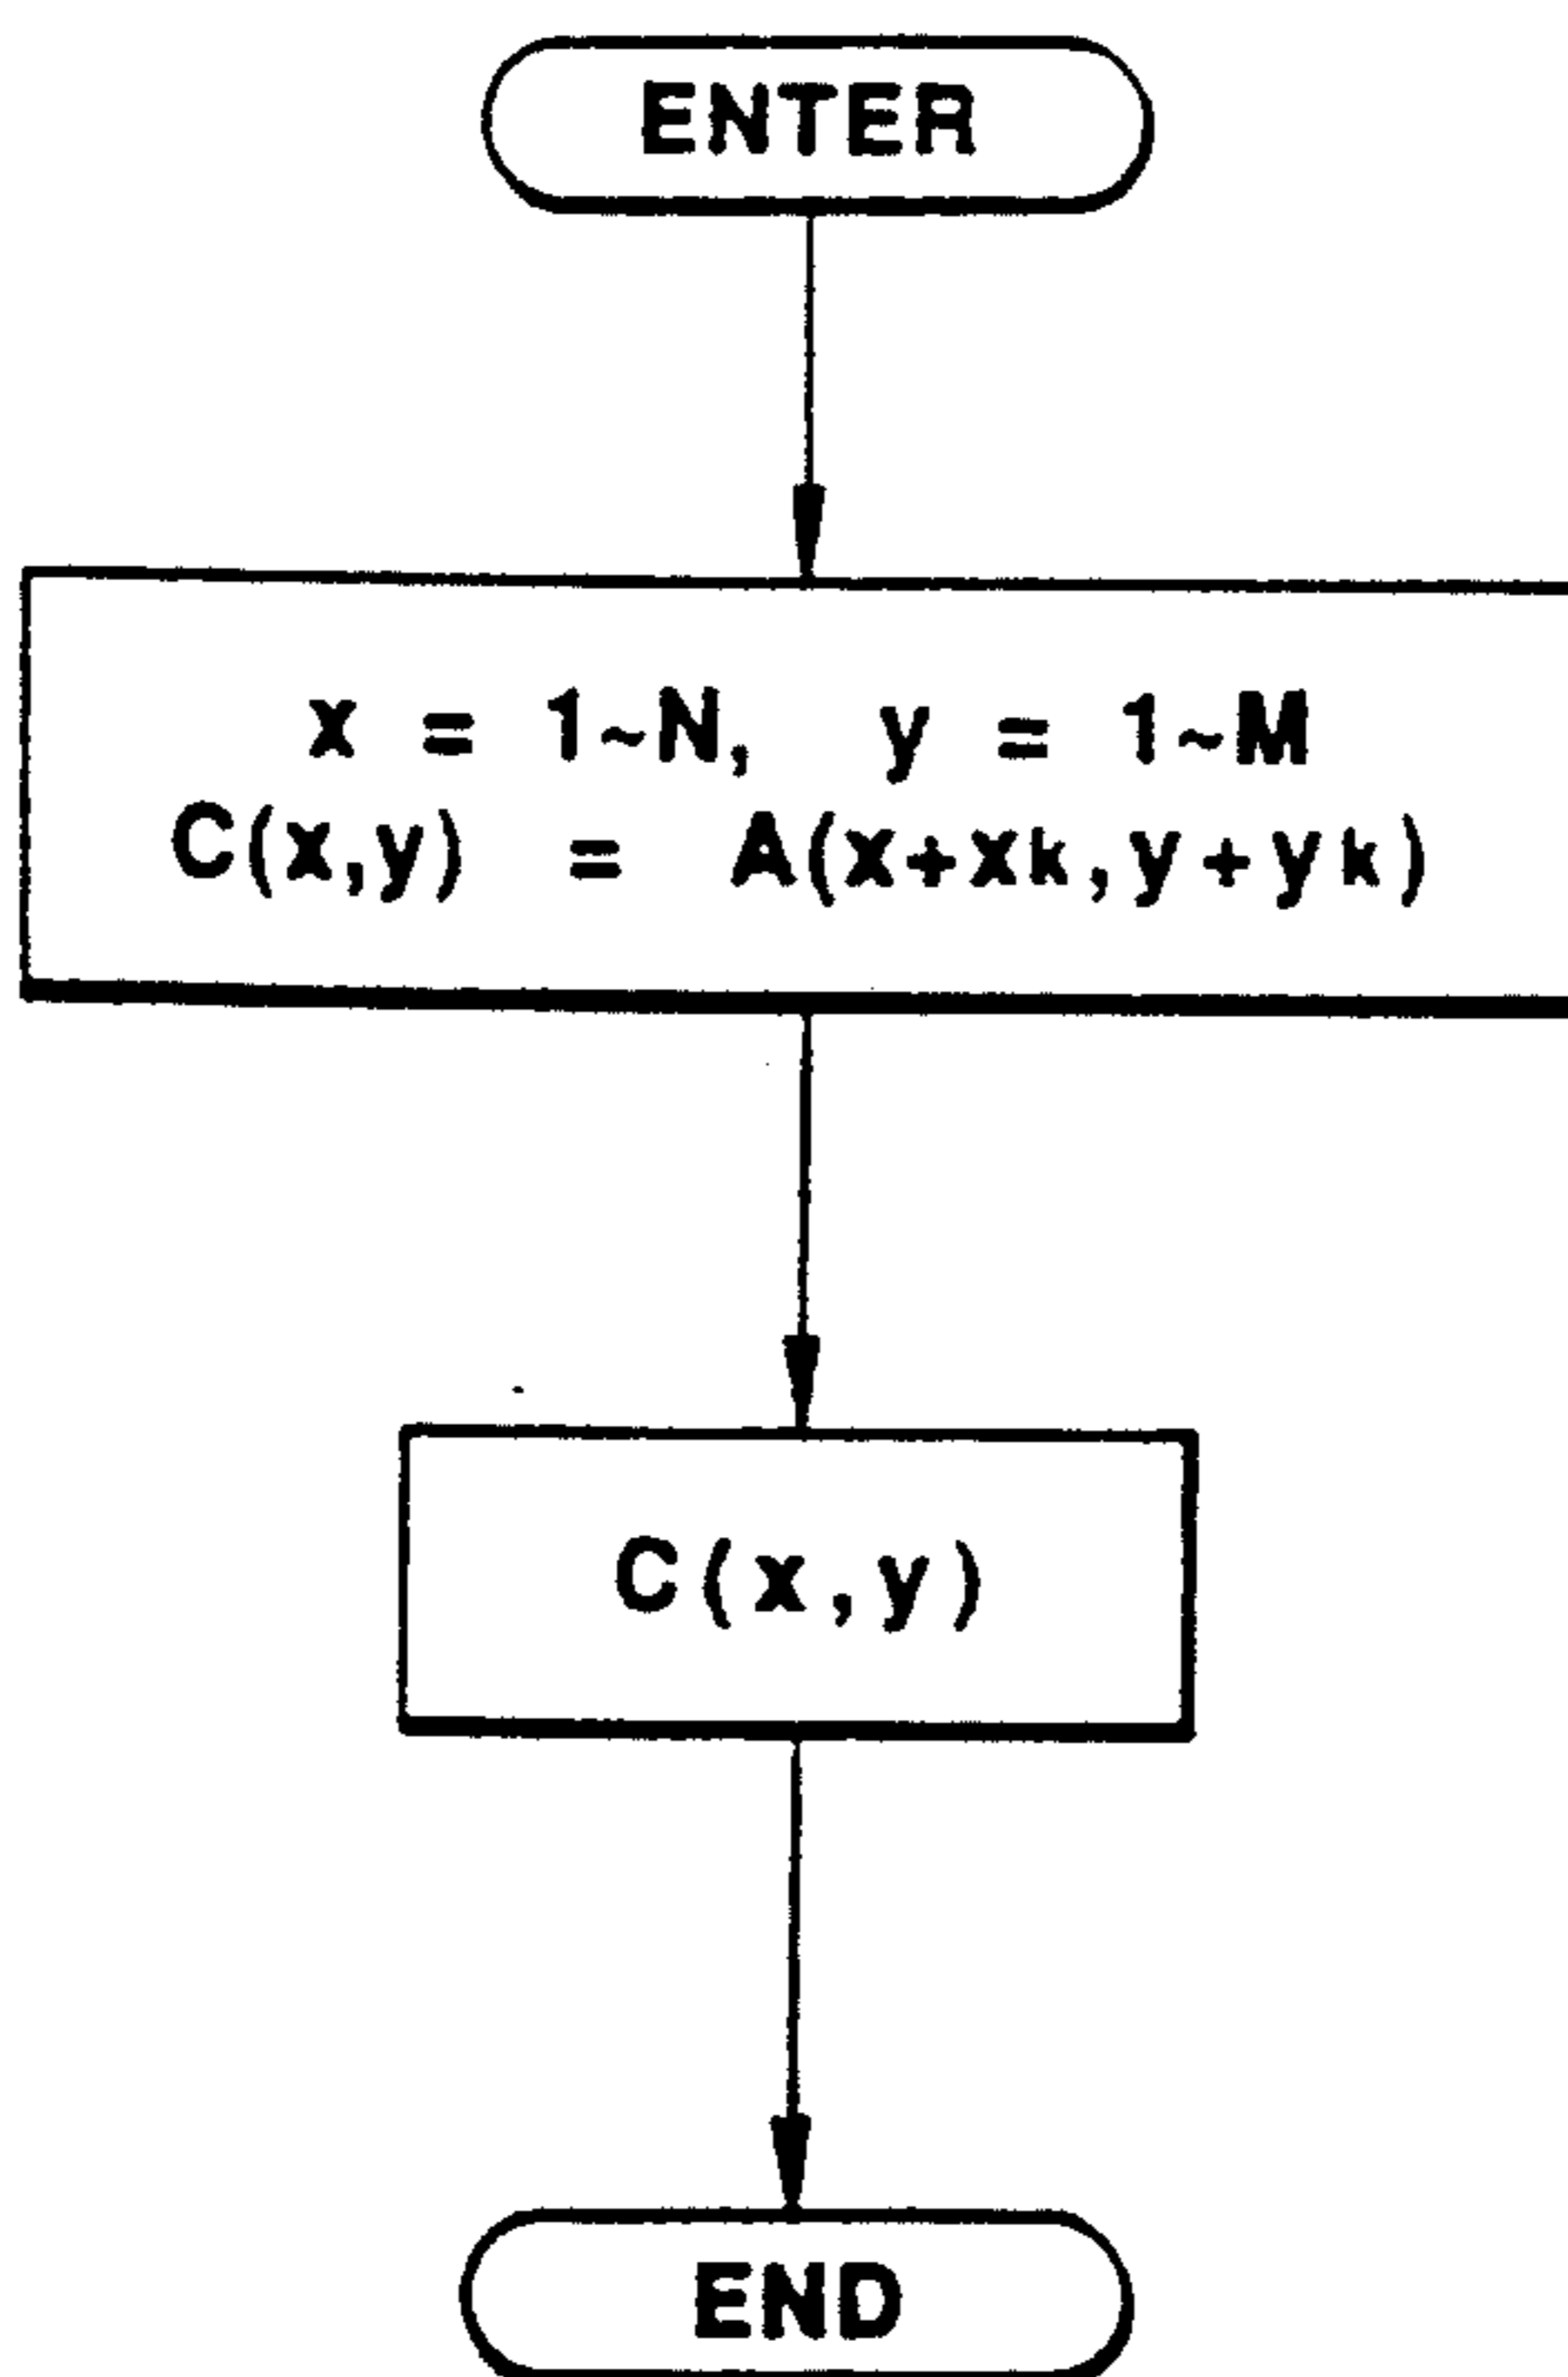 ENTER
x = 1~N, y = 1~M
C(x,y) = A(x+xk,y+yk)
C(x,y)
END